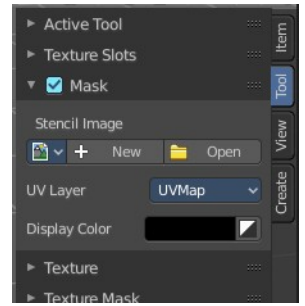 Active Tool
Texture Slots
Mask
Stencil Image
+ New Open
UV Layer UVMap
Display Color
Texture
Texture Mask
Item
Tool
View
Create